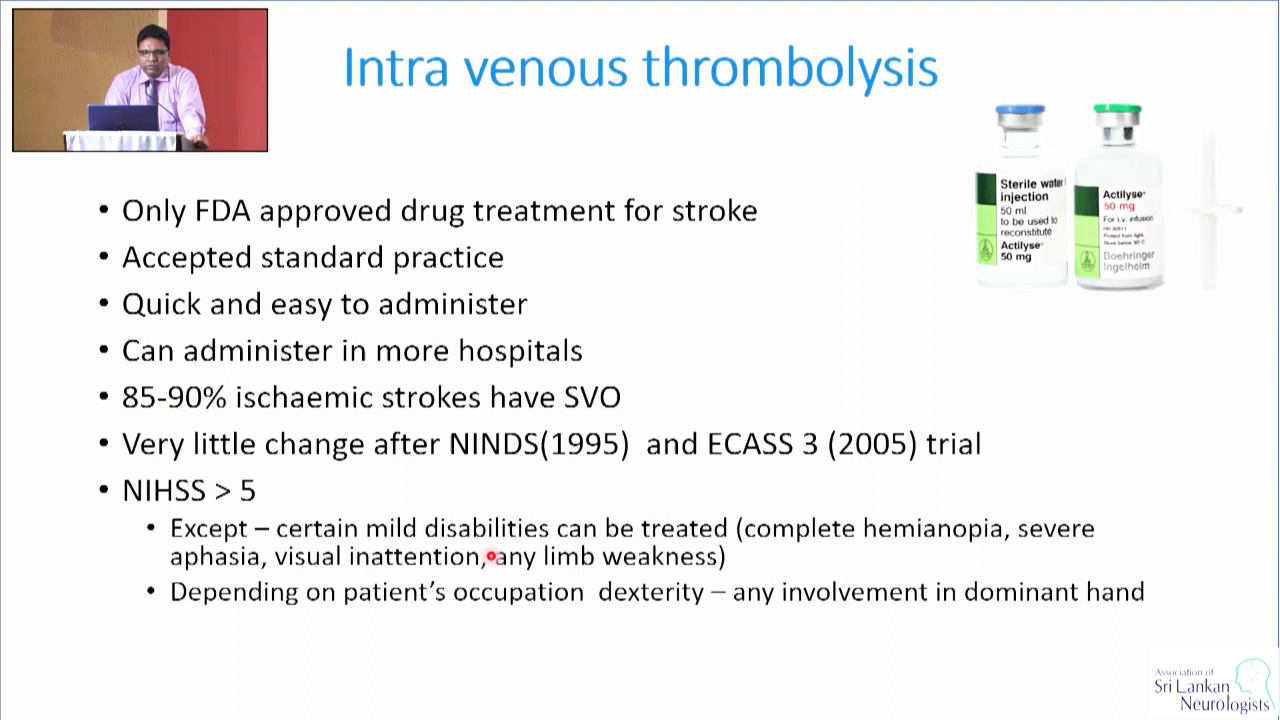 Intra venous thrombolysis
Sterile water
injection
50 ml
to be used to
reconstitute
Actilyse
50 mg
Actilyse
50 mg
For i.v. infusion
Protect from light
Boehringer
Ingelheim
• Only FDA approved drug treatment for stroke
• Accepted standard practice
• Quick and easy to administer
• Can administer in more hospitals
• 85-90% ischaemic strokes have SVO
• Very little change after NINDS(1995)  and ECASS 3 (2005) trial
• NIHSS > 5
• Except – certain mild disabilities can be treated (complete hemianopia, severe
aphasia, visual inattention, any limb weakness)
• Depending on patient’s occupation  dexterity – any involvement in dominant hand
Association of
Sri Lankan
Neurologists